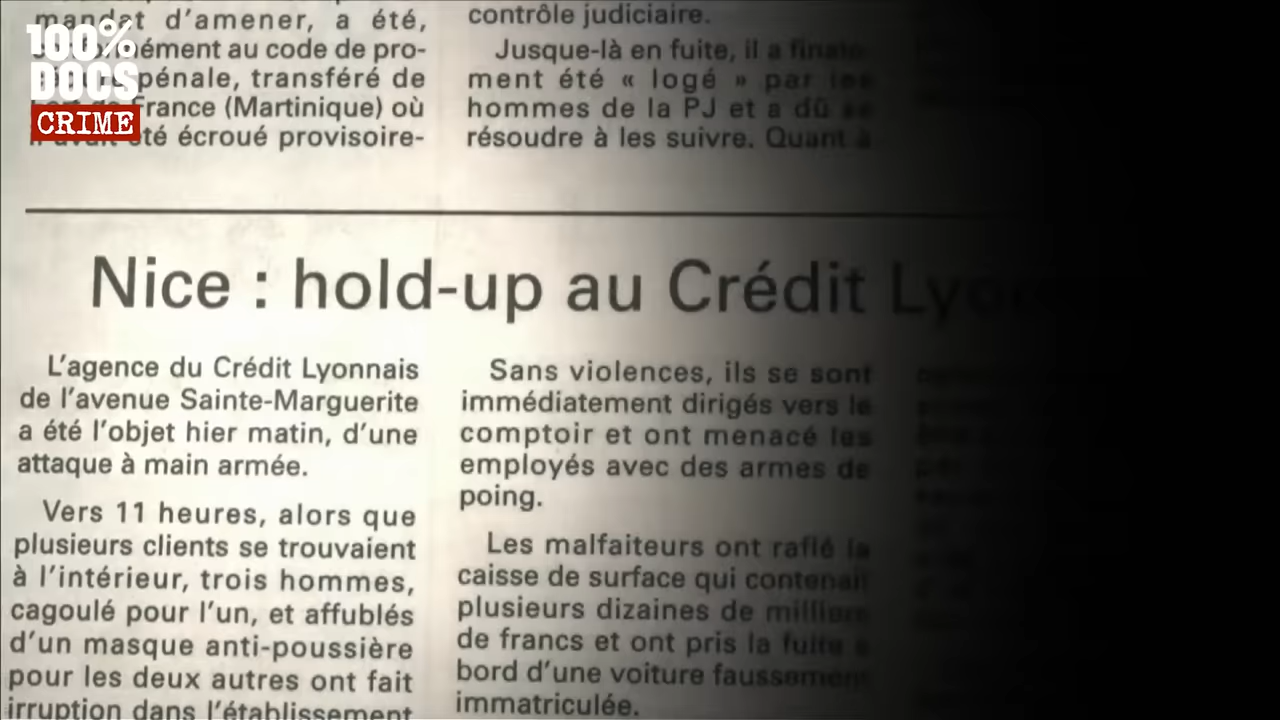 100%
DOCS
CRIME
mandat d'amener, a été,
au code de pro-
pénale, transféré de
France (Martinique) où
été écroué provisoire-
contrôle judiciaire.
Jusque-là en fuite, il a finale-
ment été « logé » par les
hommes de la PJ et a dû se
résoudre à les suivre. Quant à
Nice : hold-up au Crédit Lyonnais
L'agence du Crédit Lyonnais
de l'avenue Sainte-Marguerite
a été l'objet hier matin, d'une
attaque à main armée.
Vers 11 heures, alors que
plusieurs clients se trouvaient
à l'intérieur, trois hommes,
cagoulé pour l'un, et affublés
d'un masque anti-poussière
pour les deux autres ont fait
irruption dans l'établissement
Sans violences, ils se sont
immédiatement dirigés vers le
comptoir et ont menacé les
employés avec des armes de
poing.
Les malfaiteurs ont raflé la
caisse de surface qui contenait
plusieurs dizaines de milliers
de francs et ont pris la fuite à
bord d'une voiture faussement
immatriculée.